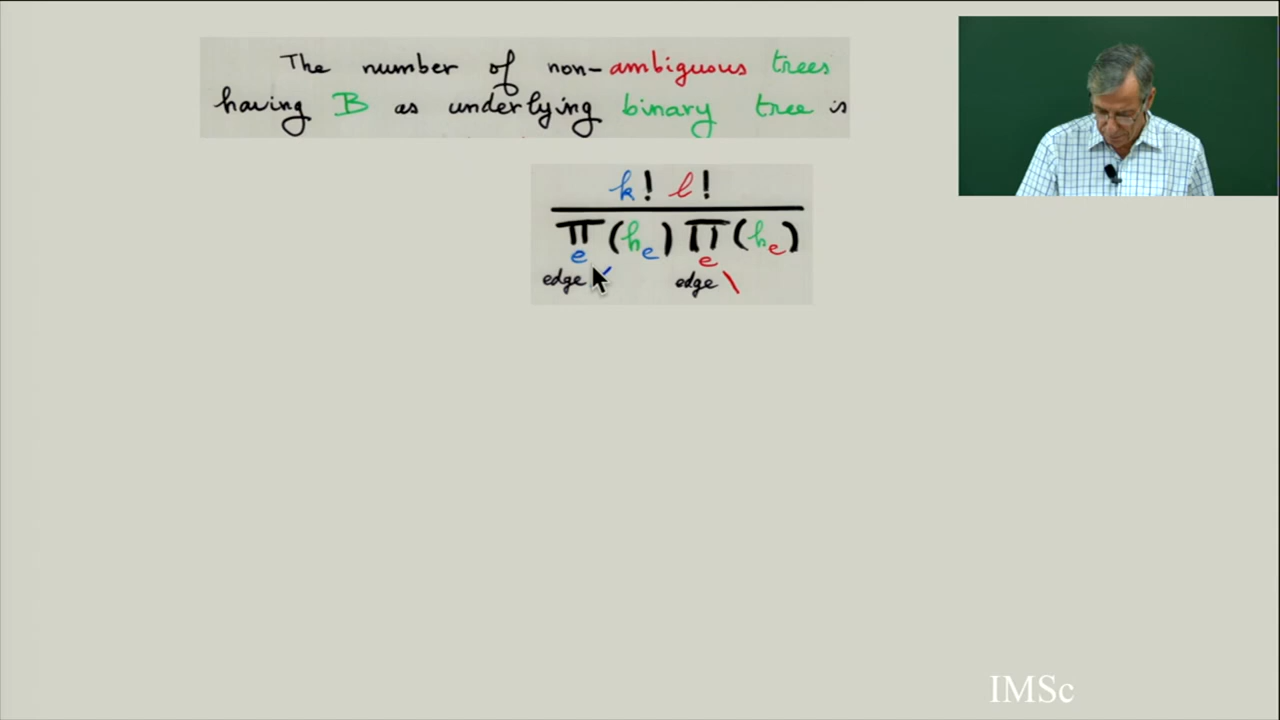 The number of non-ambiguous trees
having B as underlying binary tree is
k! l!
∏ (h_e) ∏ (h_e)
e e
edge / edge \
IMSc